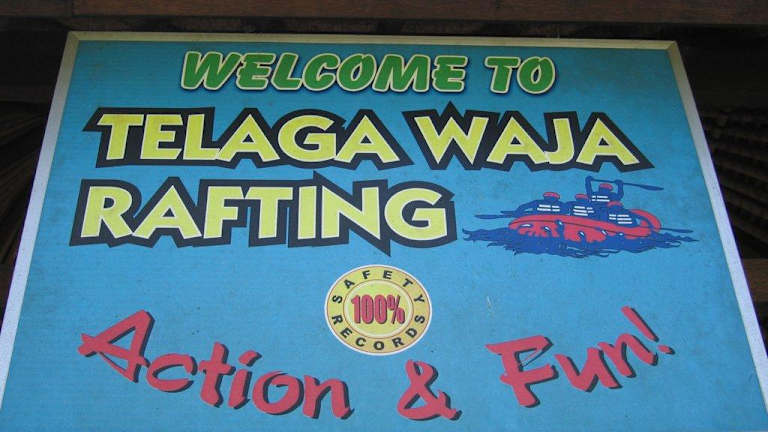 WELCOME TO
TELAGA WAJA
RAFTING
SAFETY
100%
RECORDS
Action & Fun!